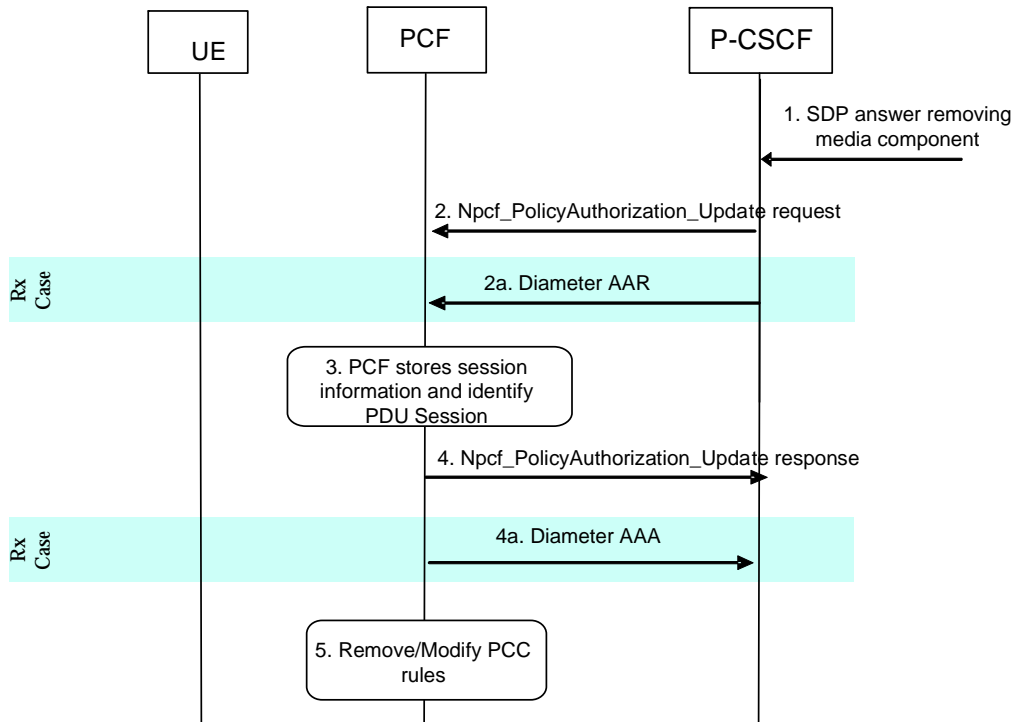 UE
PCF
P-CSCF
1. SDP answer removing
media component
2. Npcf_PolicyAuthorization_Update request
Rx
Case
2a. Diameter AAR
3. PCF stores session
information and identify
PDU Session
4. Npcf_PolicyAuthorization_Update response
Rx
Case
4a. Diameter AAA
5. Remove/Modify PCC
rules